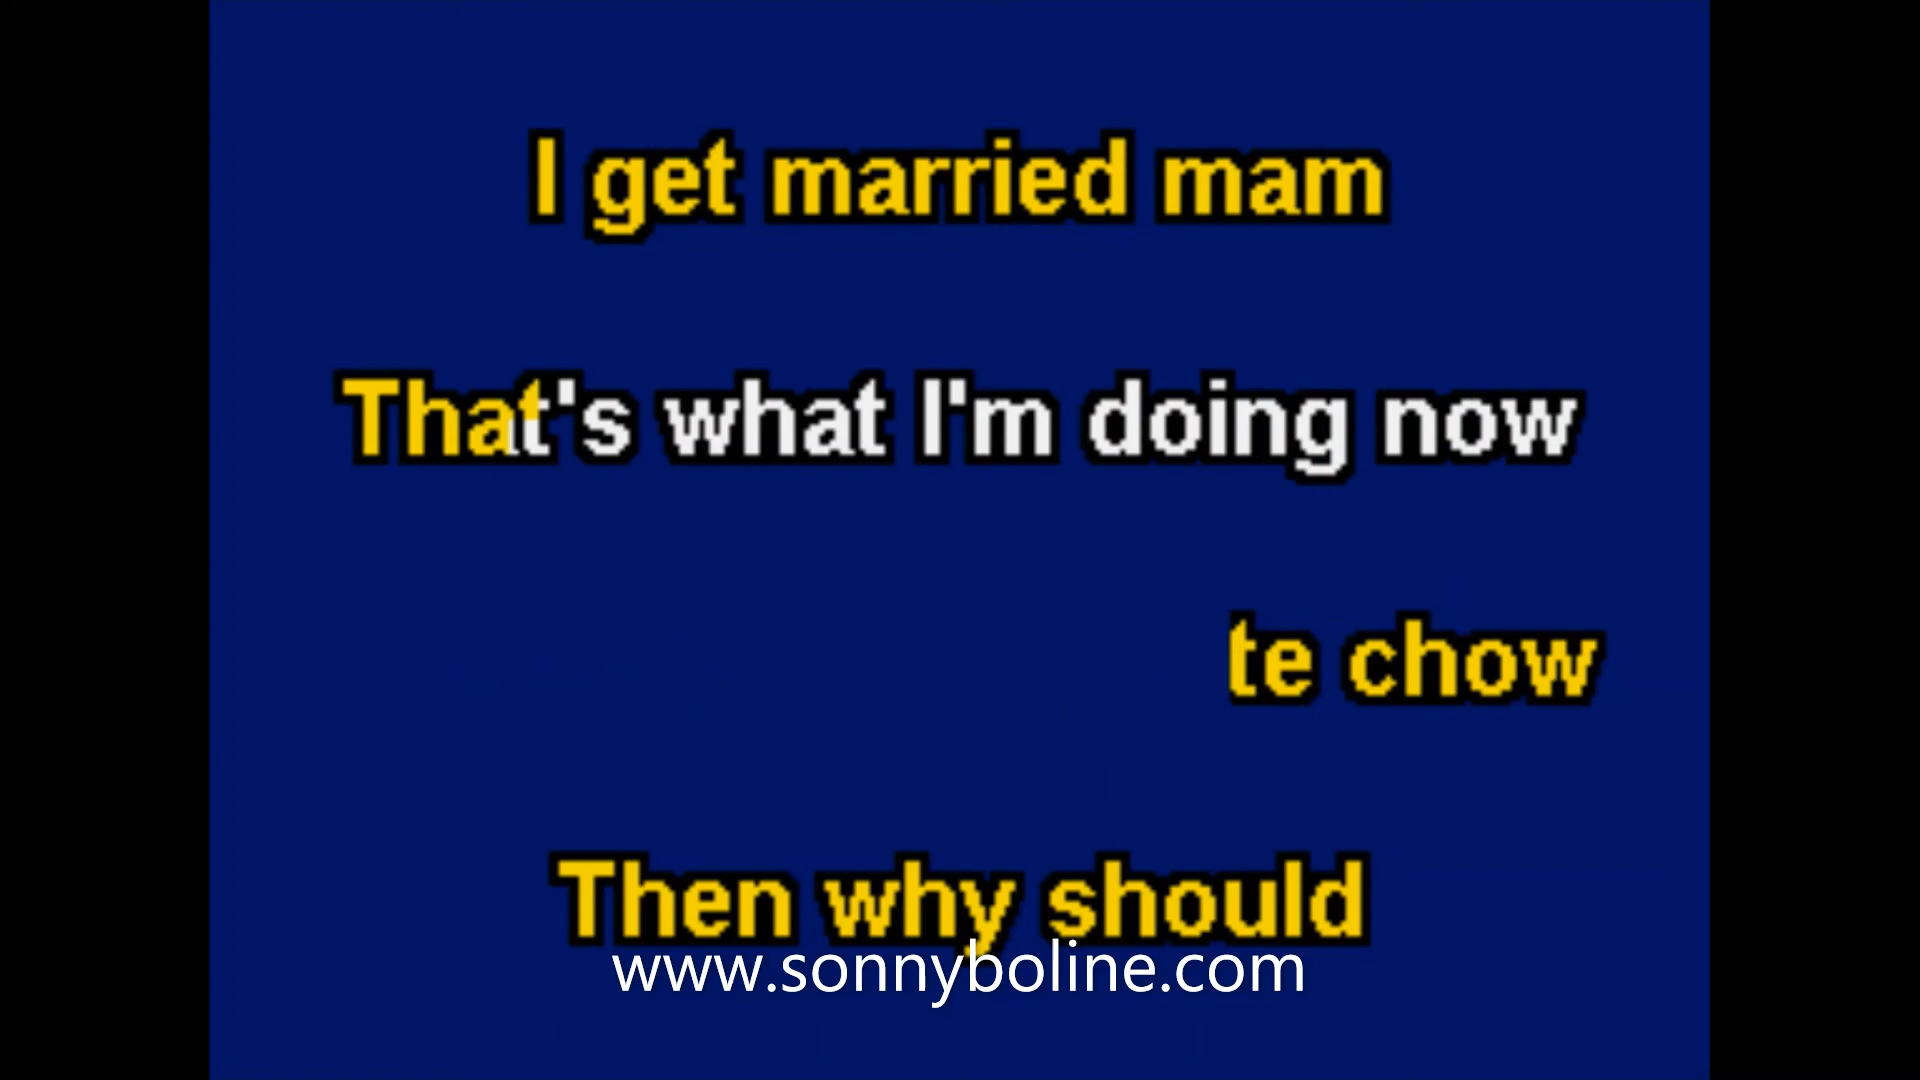 I get married mam
That's what I'm doing now
te chow
Then why should
www.sonnyboline.com